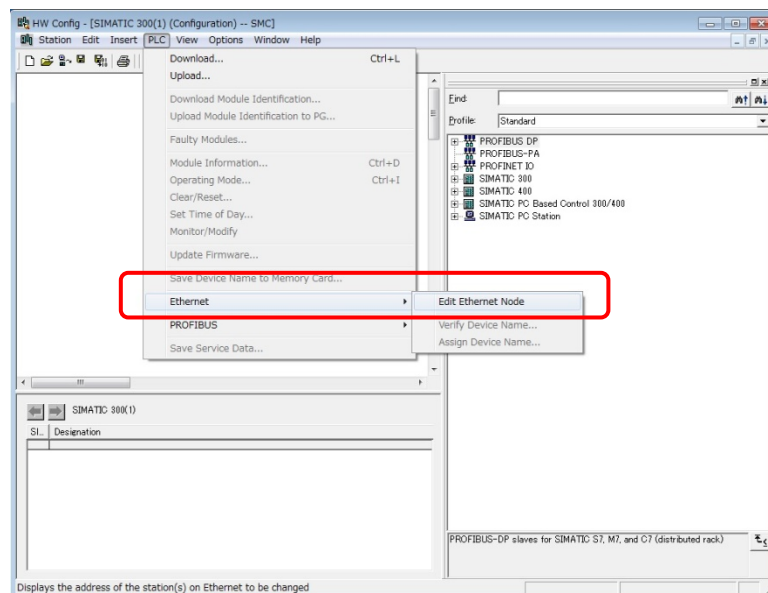 HW Config - [SIMATIC 300(1) (Configuration) -- SMC]
Station Edit Insert PLC View Options Window Help
Download... Ctrl+L
Upload...
Download Module Identification...
Upload Module Identification to PG...
Faulty Modules...
Module Information... Ctrl+D
Operating Mode... Ctrl+I
Clear/Reset...
Set Time of Day...
Monitor/Modify
Update Firmware...
Save Device Name to Memory Card...
Ethernet
PROFIBUS
Save Service Data...
Edit Ethernet Node
Verify Device Name...
Assign Device Name...
Find:
Profile: Standard
PROFIBUS DP
PROFIBUS-PA
PROFINET IO
SIMATIC 300
SIMATIC 400
SIMATIC PC Based Control 300/400
SIMATIC PC Station
SIMATIC 300(1)
Sl... Designation
PROFIBUS-DP slaves for SIMATIC S7, M7, and C7 (distributed rack)
Displays the address of the station(s) on Ethernet to be changed